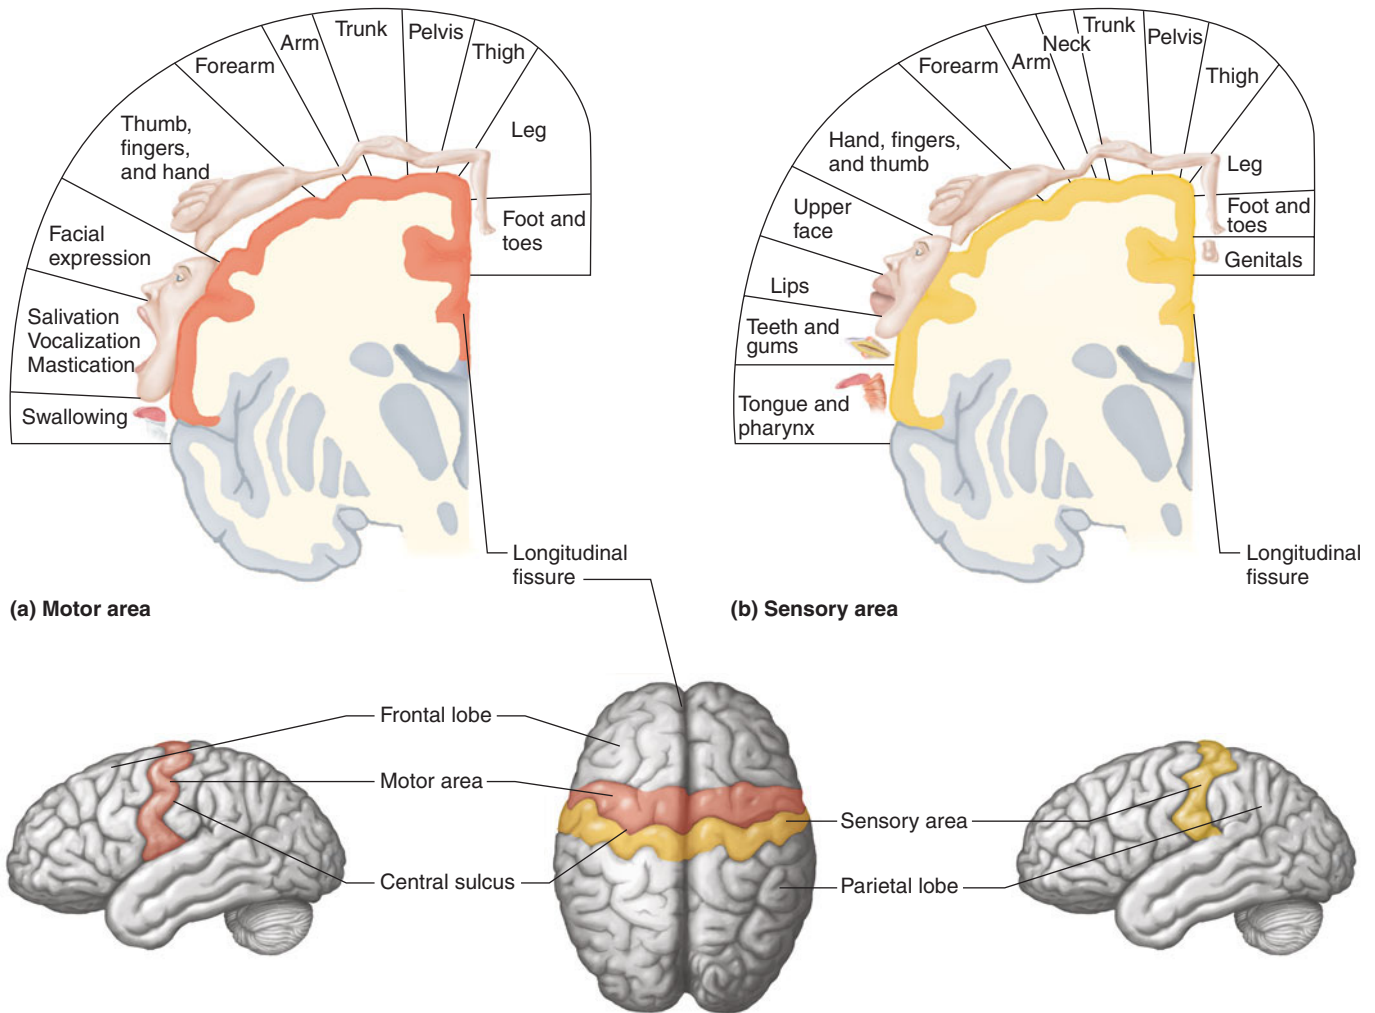 Arm
Trunk
Pelvis
Thigh
Forearm
Leg
Thumb,
fingers,
and hand
Facial
expression
Foot and
toes
Salivation
Vocalization
Mastication
Swallowing
Longitudinal
fissure
(a) Motor area
Neck
Trunk
Pelvis
Arm
Forearm
Thigh
Hand, fingers,
and thumb
Leg
Upper
face
Foot and
toes
Genitals
Lips
Teeth and
gums
Tongue and
pharynx
Longitudinal
fissure
(b) Sensory area
Frontal lobe
Motor area
Central sulcus
Sensory area
Parietal lobe